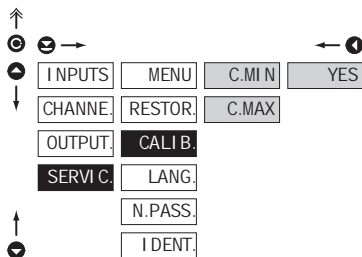 INPUTS MENU C.MIN YES
CHANNE. RESTOR. C.MAX
OUTPUT. CALIB.
SERVIC. LANG.
N.PASS.
IDENT.